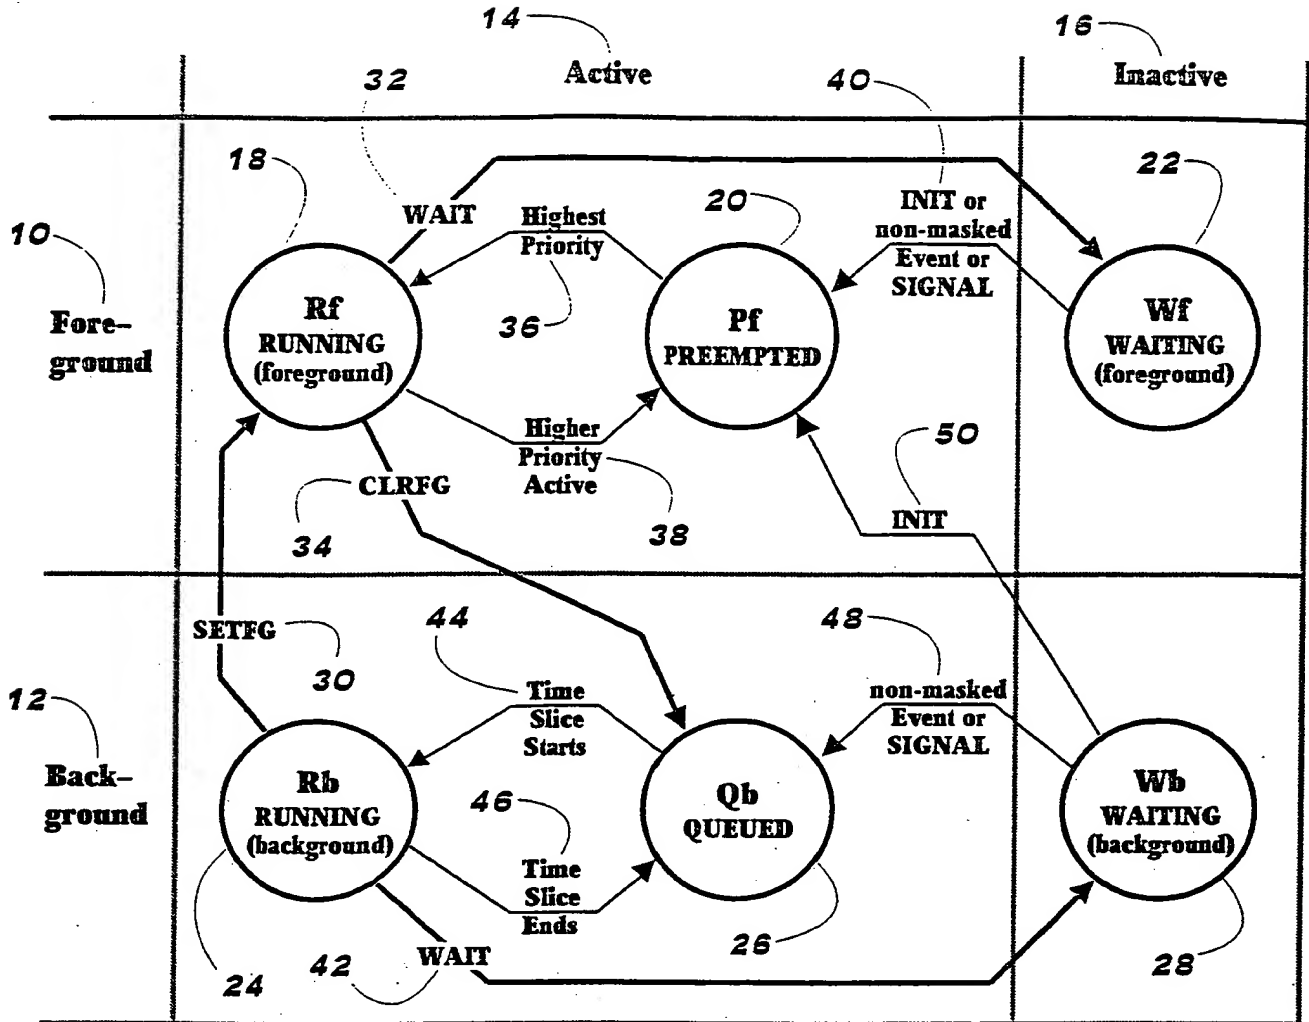 14
16
Active
Inactive
32
40
18
22
WAIT
Highest
Priority
20
INIT or
non-masked
Event or
SIGNAL
10
Fore-
ground
Rf
RUNNING
(foreground)
36
Pf
PREEMPTED
Wf
WAITING
(foreground)
Higher
Priority
Active
50
CLRFG
INIT
34
38
SETFG
44
48
30
12
Time
Slice
Starts
non-masked
Event or
SIGNAL
Back-
ground
Rb
RUNNING
(background)
46
Qb
QUEUED
Wb
WAITING
(background)
Time
Slice
Ends
24
42
WAIT
26
28